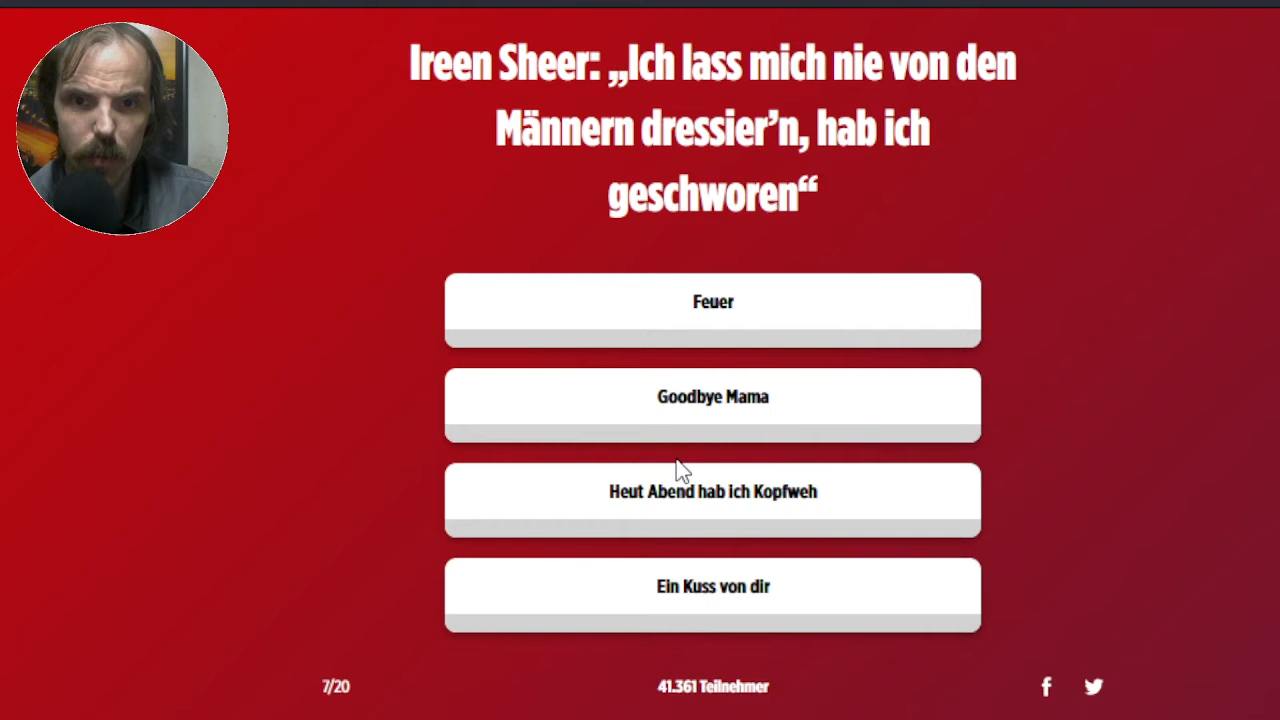 Ireen Sheer: „Ich lass mich nie von den
Männern dressier’n, hab ich
geschworen“
Feuer
Goodbye Mama
Heut Abend hab ich Kopfweh
Ein Kuss von dir
7/20
41.361 Teilnehmer